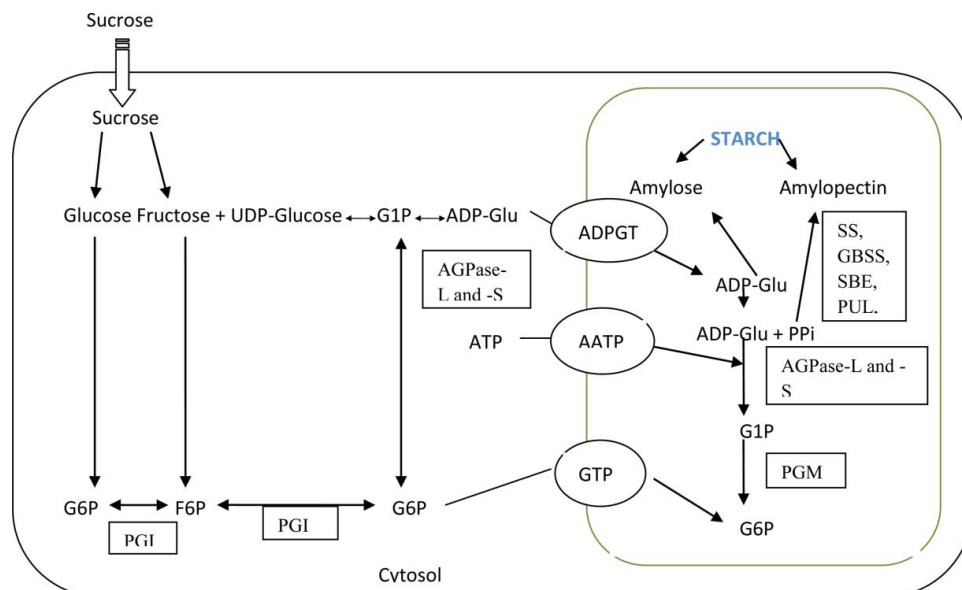 Sucrose
Sucrose
Glucose Fructose + UDP-Glucose
G1P
ADP-Glu
ADPGT
AGPase-
L and -S
ATP
AATP
G6P
PGI
F6P
PGI
G6P
GTP
Cytosol
STARCH
Amylose
Amylopectin
SS,
GBSS,
SBE,
PUL.
ADP-Glu
ADP-Glu + PPi
AGPase-L and -
S
G1P
PGM
G6P